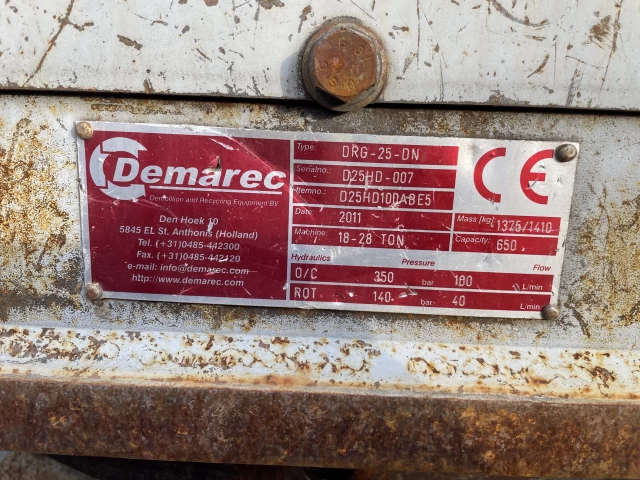 Demarec
Demolition and Recycling Equipment BV
Den Hoek 10
5845 EL St. Anthonis (Holland)
Tel. (+31)0485-442300
Fax. (+31)0485-442120
e-mail: info@demarec.com
http://www.demarec.com
Type: DRG-25-DN
Serialno.: D25HD-007
Itemno.: D25HD100ABE5
Date 2011 Mass [kg]: 1375/1410
Machine: 18-28 TON Capacity: 650
Hydraulics Pressure Flow
O/C 350 bar 100 L/min
ROT 140 bar 40 L/min
CE